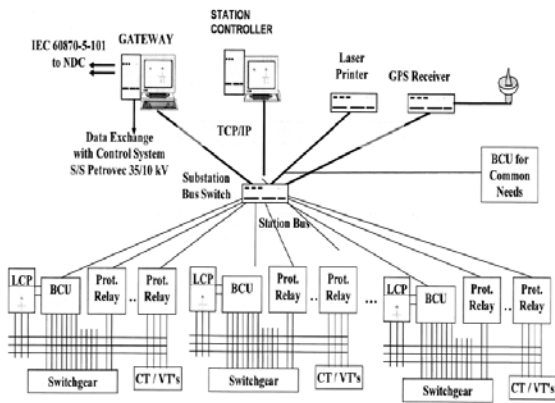 STATION
CONTROLLER
IEC 60870-5-101
to NDC
GATEWAY
Laser
Printer
GPS Receiver
TCP/IP
Data Exchange
with Control System
S/S Petrovec 35/10 kV
Substation
Bus Switch
BCU for
Common
Needs
Station Bus
LCP
BCU
Prot.
Relay
..
Prot.
Relay
LCP
BCU
Prot.
Relay
..
Prot.
Relay
...
LCP
BCU
Prot.
Relay
..
Prot.
Relay
Switchgear
CT / VT's
Switchgear
CT / VT's
Switchgear
CT / VT's